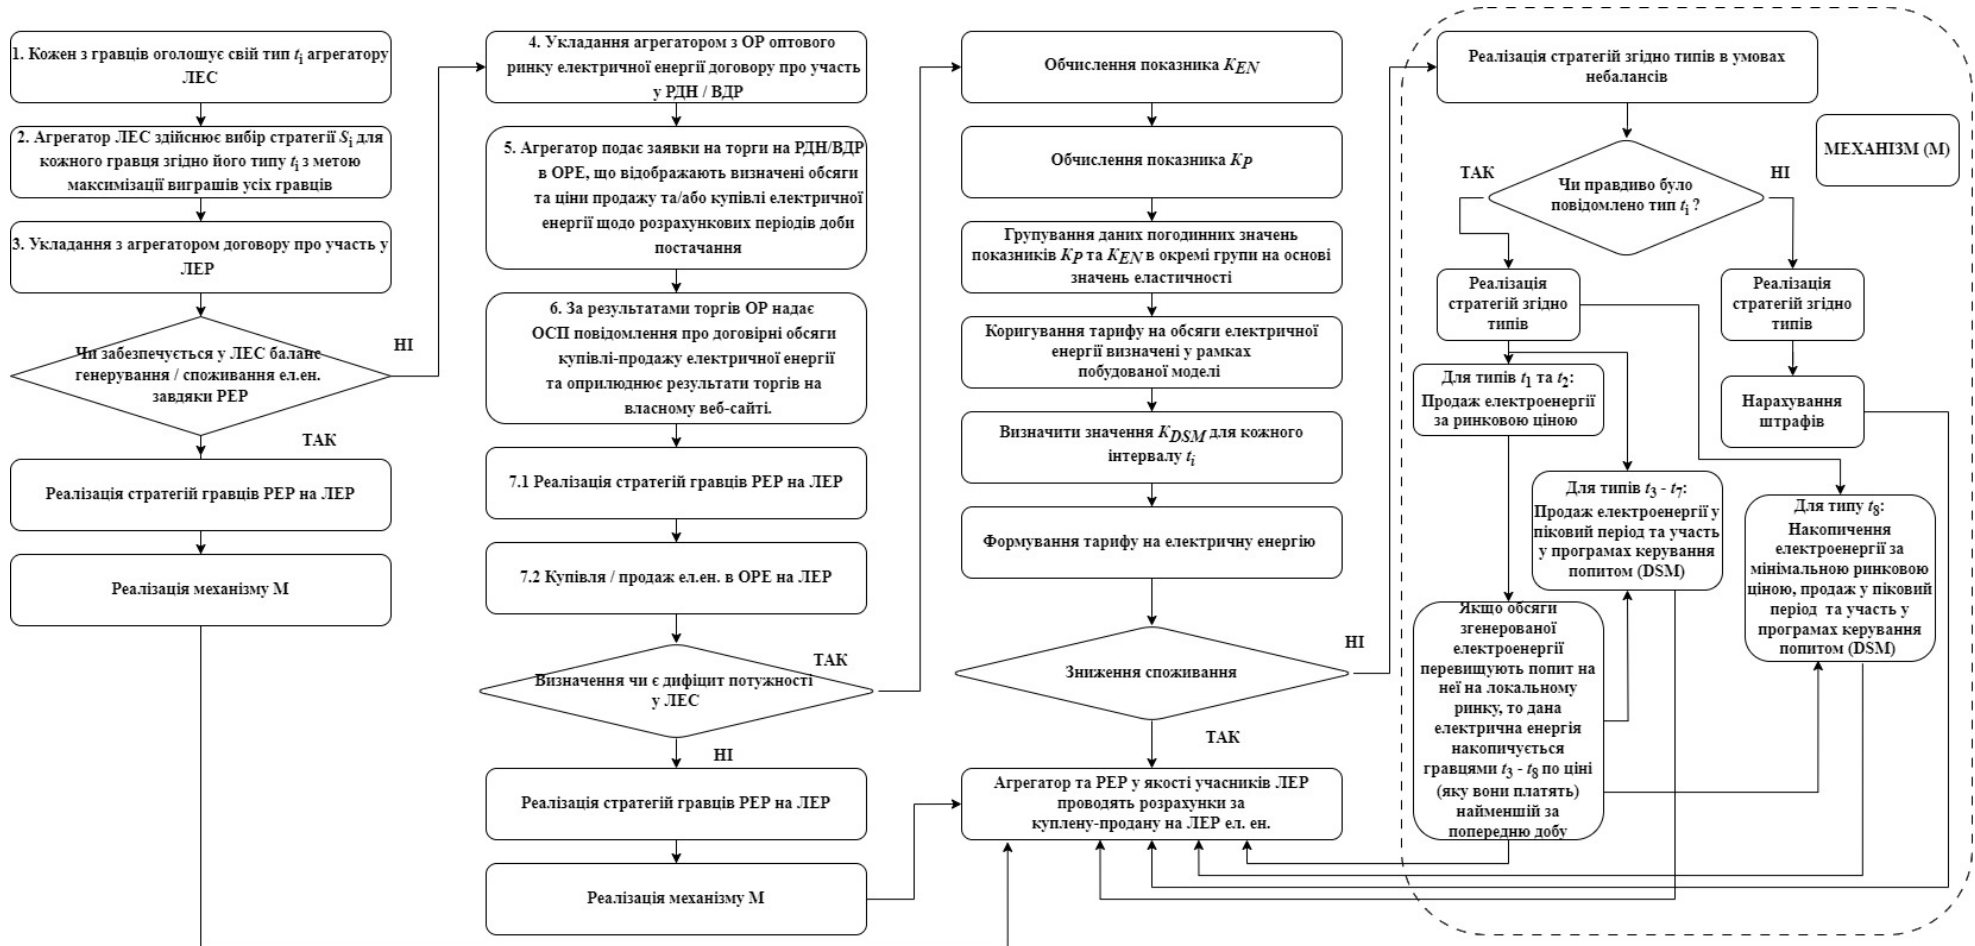 1. Кожен з гравців оголошує свій тип ti агрегатору
ЛЕС
2. Агрегатор ЛЕС здійснює вибір стратегії Si для
кожного гравця згідно його типу ti з метою
максимізації виграшів усіх гравців
3. Укладання з агрегатором договору про участь у
ЛЕР
Чи забезпечується у ЛЕС баланс
генерування / споживання ел.ен.
завдяки РЕР
НІ
ТАК
Реалізація стратегій гравців РЕР на ЛЕР
Реалізація механізму М
4. Укладання агрегатором з ОР оптового
ринку електричної енергії договору про участь
у РДН / ВДР
5. Агрегатор подає заявки на торги на РДН/ВДР
в ОРЕ, що відображають визначені обсяги
та ціни продажу та/або купівлі електричної
енергії щодо розрахункових періодів доби
постачання
6. За результатами торгів ОР надає
ОСП повідомлення про договірні обсяги
купівлі-продажу електричної енергії
та оприлюднює результати торгів на
власному веб-сайті.
7.1 Реалізація стратегій гравців РЕР на ЛЕР
7.2 Купівля / продаж ел.ен. в ОРЕ на ЛЕР
ТАК
Визначення чи є дифіцит потужності
у ЛЕС
НІ
Реалізація стратегій гравців РЕР на ЛЕР
Реалізація механізму М
Обчислення показника KEN
Обчислення показника KP
Групування даних погодинних значень
показників KP та KEN в окремі групи на основі
значень еластичності
Коригування тарифу на обсяги електричної
енергії визначені у рамках
побудованої моделі
Визначити значення KDSM для кожного
інтервалу ti
Формування тарифу на електричну енергію
НІ
Зниження споживання
ТАК
Агрегатор та РЕР у якості учасників ЛЕР
проводять розрахунки за
куплену-продану на ЛЕР ел. ен.
Реалізація стратегій згідно типів в умовах
небалансів
МЕХАНІЗМ (М)
ТАК
НІ
Чи правдиво було
повідомлено тип ti ?
Реалізація
стратегій згідно
типів
Реалізація
стратегій згідно
типів
Для типів t1 та t2:
Продаж електроенергії
за ринковою ціною
Нарахування
штрафів
Для типів t3 - t7:
Продаж електроенергії у
піковий період та участь
у програмах керування
попитом (DSM)
Для типу t8:
Накопичення
електроенергії за
мінімальною ринковою
ціною, продаж у піковий
період та участь у
програмах керування
попитом (DSM)
Якщо обсяги
згенерованої
електроенергії
перевищують попит на
неї на локальному
ринку, то дана
електрична енергія
накопичується
гравцями t3 - t8 по ціні
(яку вони платять)
найменшій за
попередню добу